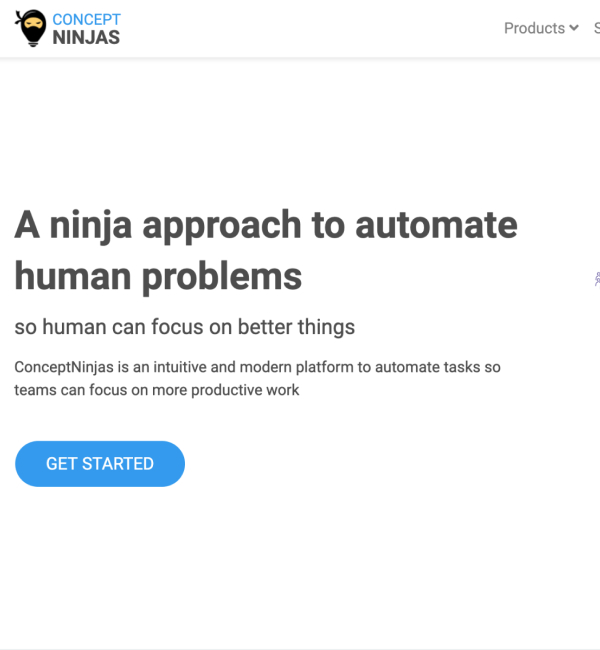 CONCEPT
NINJAS
Products
A ninja approach to automate
human problems
so human can focus on better things
ConceptNinjas is an intuitive and modern platform to automate tasks so
teams can focus on more productive work
GET STARTED